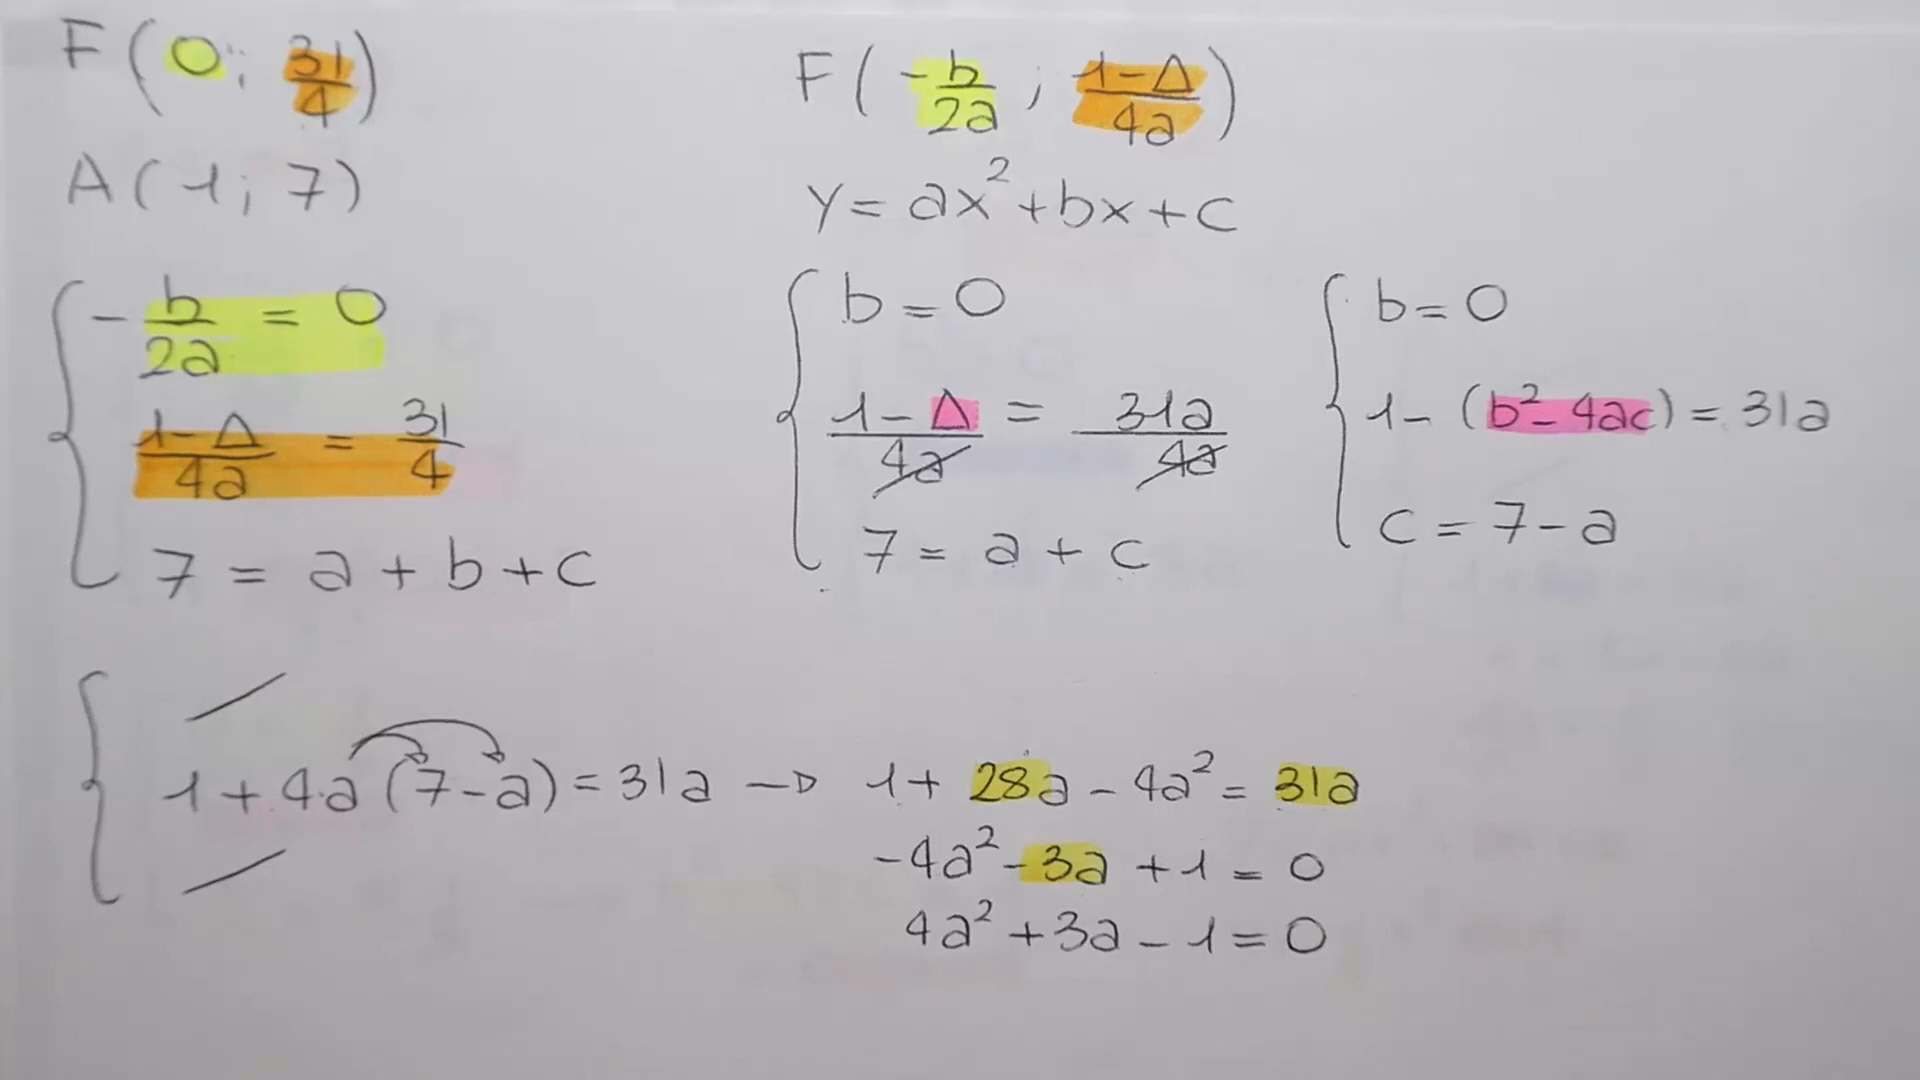 F(0; 31/4)
A(1; 7)
F(-b/2a; 1-Δ/4a)
y = ax² + bx + c
{ -b/2a = 0
1-Δ/4a = 31/4
7 = a + b + c
{ b = 0
1-Δ/4a = 31a/4a
7 = a + c
{ b = 0
1 - (b² - 4ac) = 31a
c = 7 - a
{ 1 + 4a(7-a) = 31a → 1 + 28a - 4a² = 31a
-4a² - 3a + 1 = 0
4a² + 3a - 1 = 0